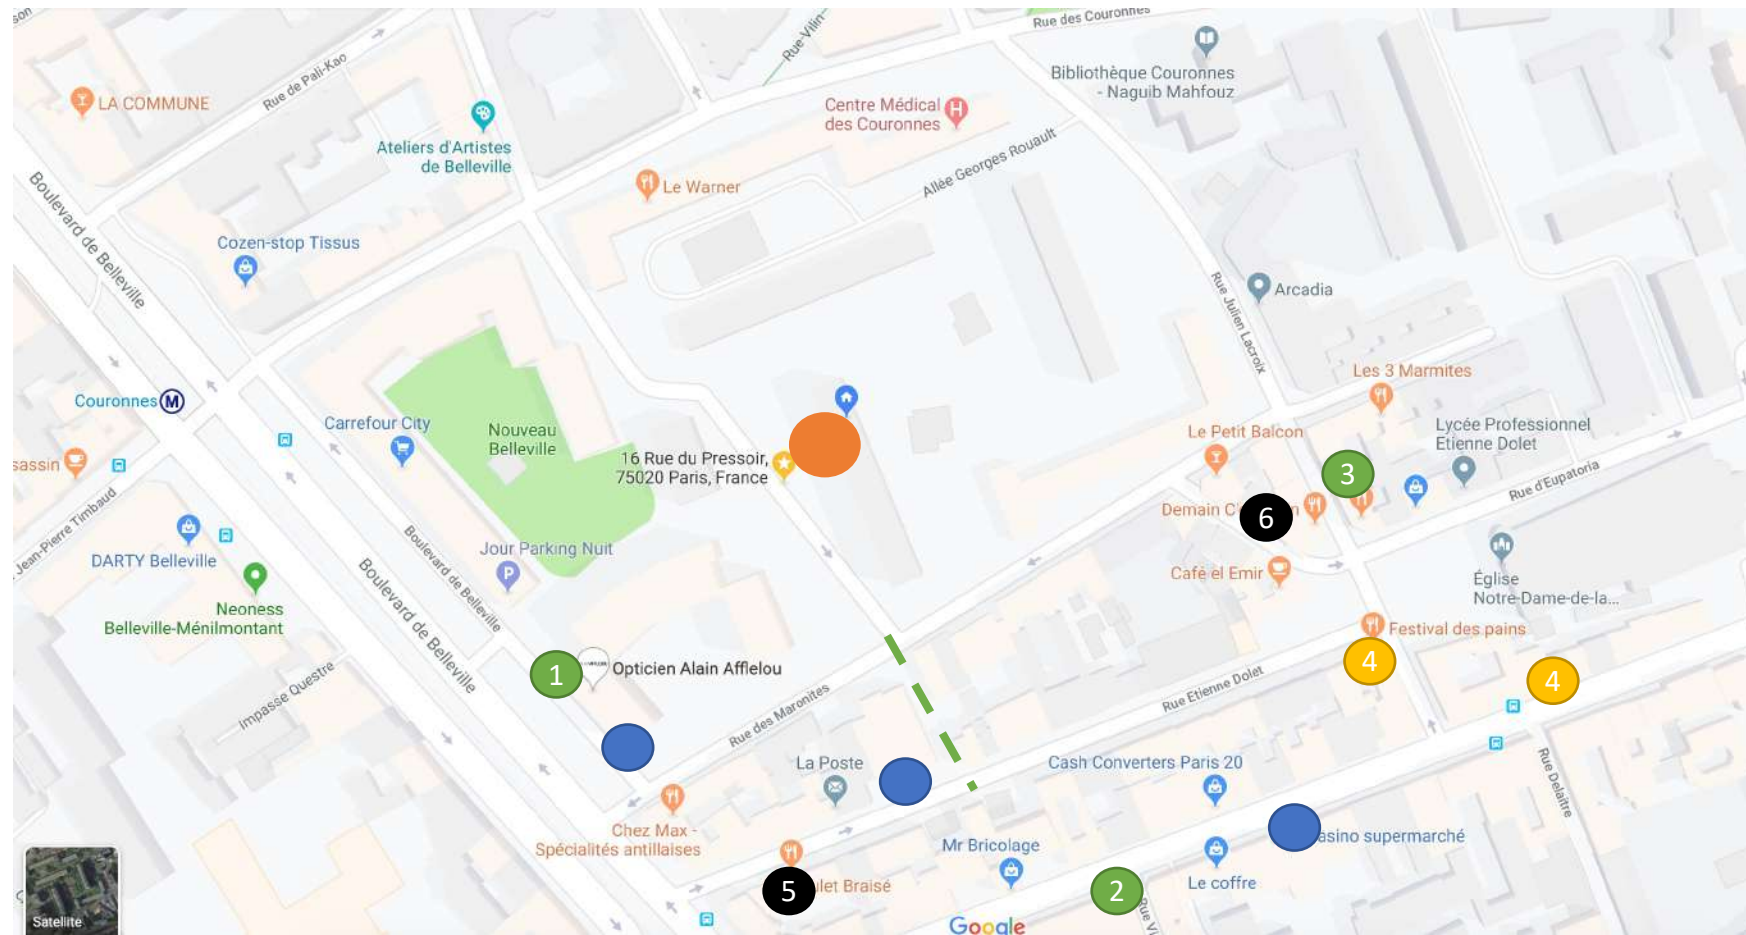 Rue des Couronnes
Rue-Vilin
Bibliothèque Couronnes
- Naguib Mahfouz
Rue de Pali-Kao
LA COMMUNE
Centre Médical
des Couronnes
Ateliers d'Artistes
de Belleville
Allée Georges Rouault
Le Warner
Boulevard de Belleville
Cozen-stop Tissus
Arcadia
Rue Julien Lacroix
Les 3 Marmites
Couronnes M
Carrefour City
Nouveau
Belleville
Le Petit Balcon
Lycée Professionnel
Etienne Dolet
16 Rue du Pressoir,
75020 Paris, France
3
Rue d'Eupatoria
Jean-Pierre Timbaud
Demain
6
DARTY Belleville
Boulevard de Belleville
Jour Parking Nuit
P
Café el Emir
Église
Notre-Dame-de-la...
Neoness
Belleville-Ménilmontant
Boulevard de Belleville
Festival des pains
4
4
1
Opticien Alain Afflelou
Impasse Questre
Rue des Maronites
Rue Etienne Dolet
La Poste
Cash Converters Paris 20
Rue Delaitre
Chez Max -
Spécialités antillaises
asino supermarché
Mr Bricolage
5
ulet Braisé
2
Le coffre
Satellite
Google
Rue Vi